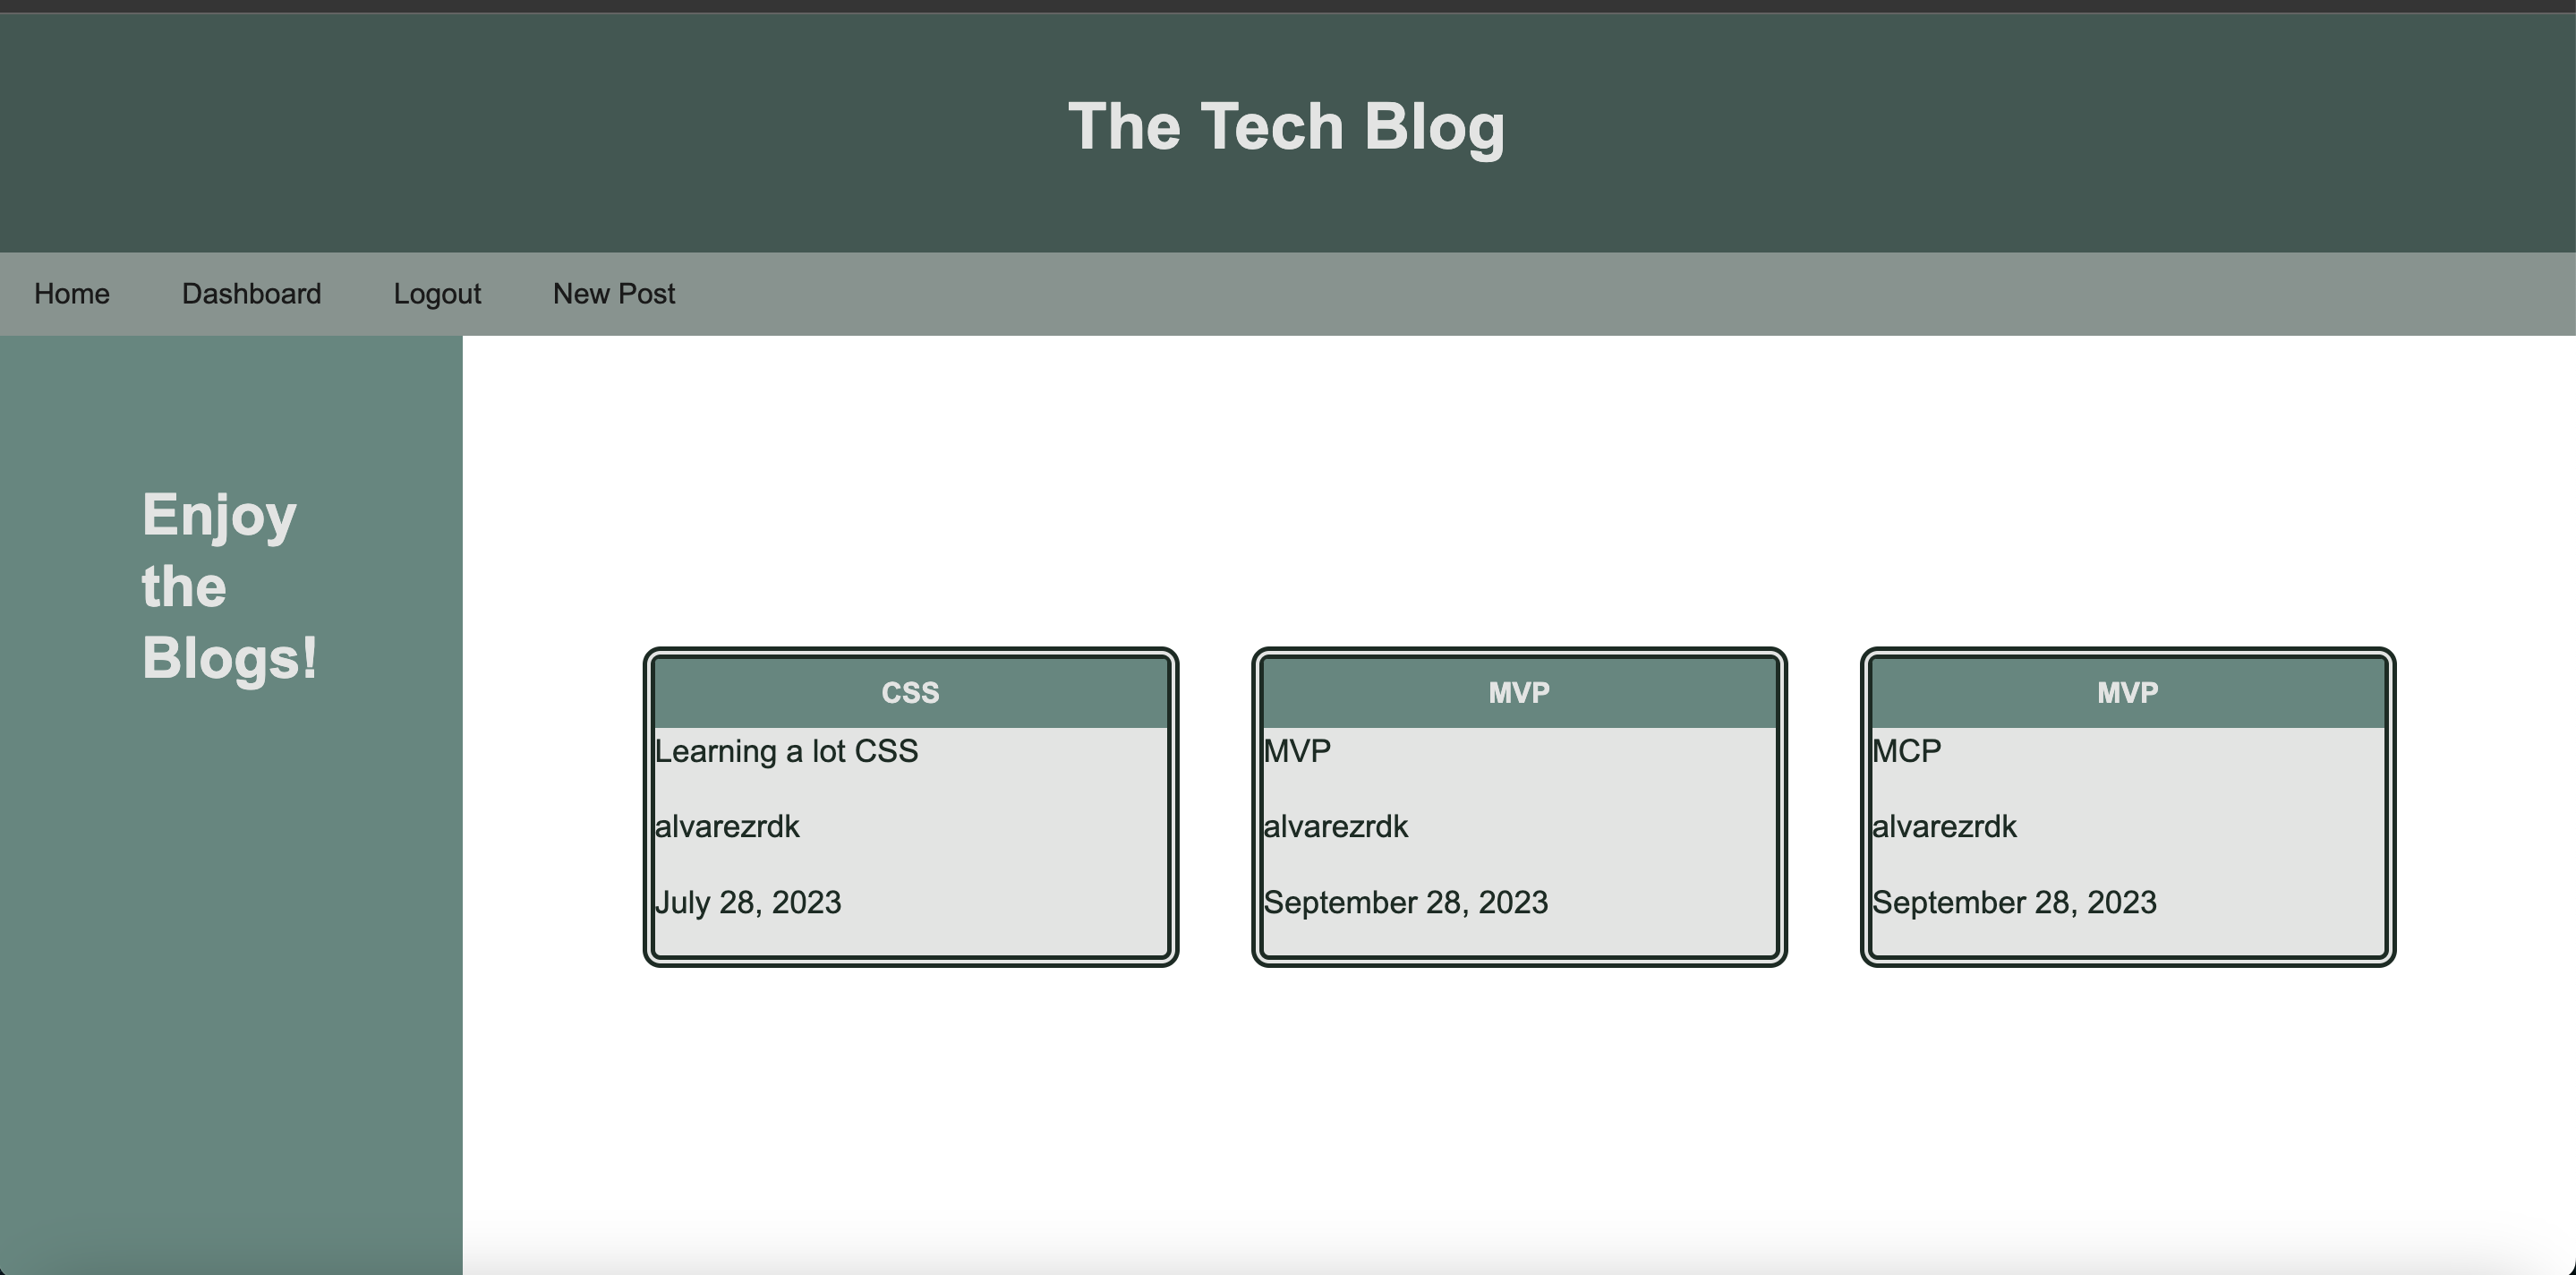 The Tech Blog
Home Dashboard Logout New Post
Enjoy
the
Blogs!
CSS
Learning a lot CSS
alvarezrdk
July 28, 2023
MVP
MVP
alvarezrdk
September 28, 2023
MVP
MCP
alvarezrdk
September 28, 2023